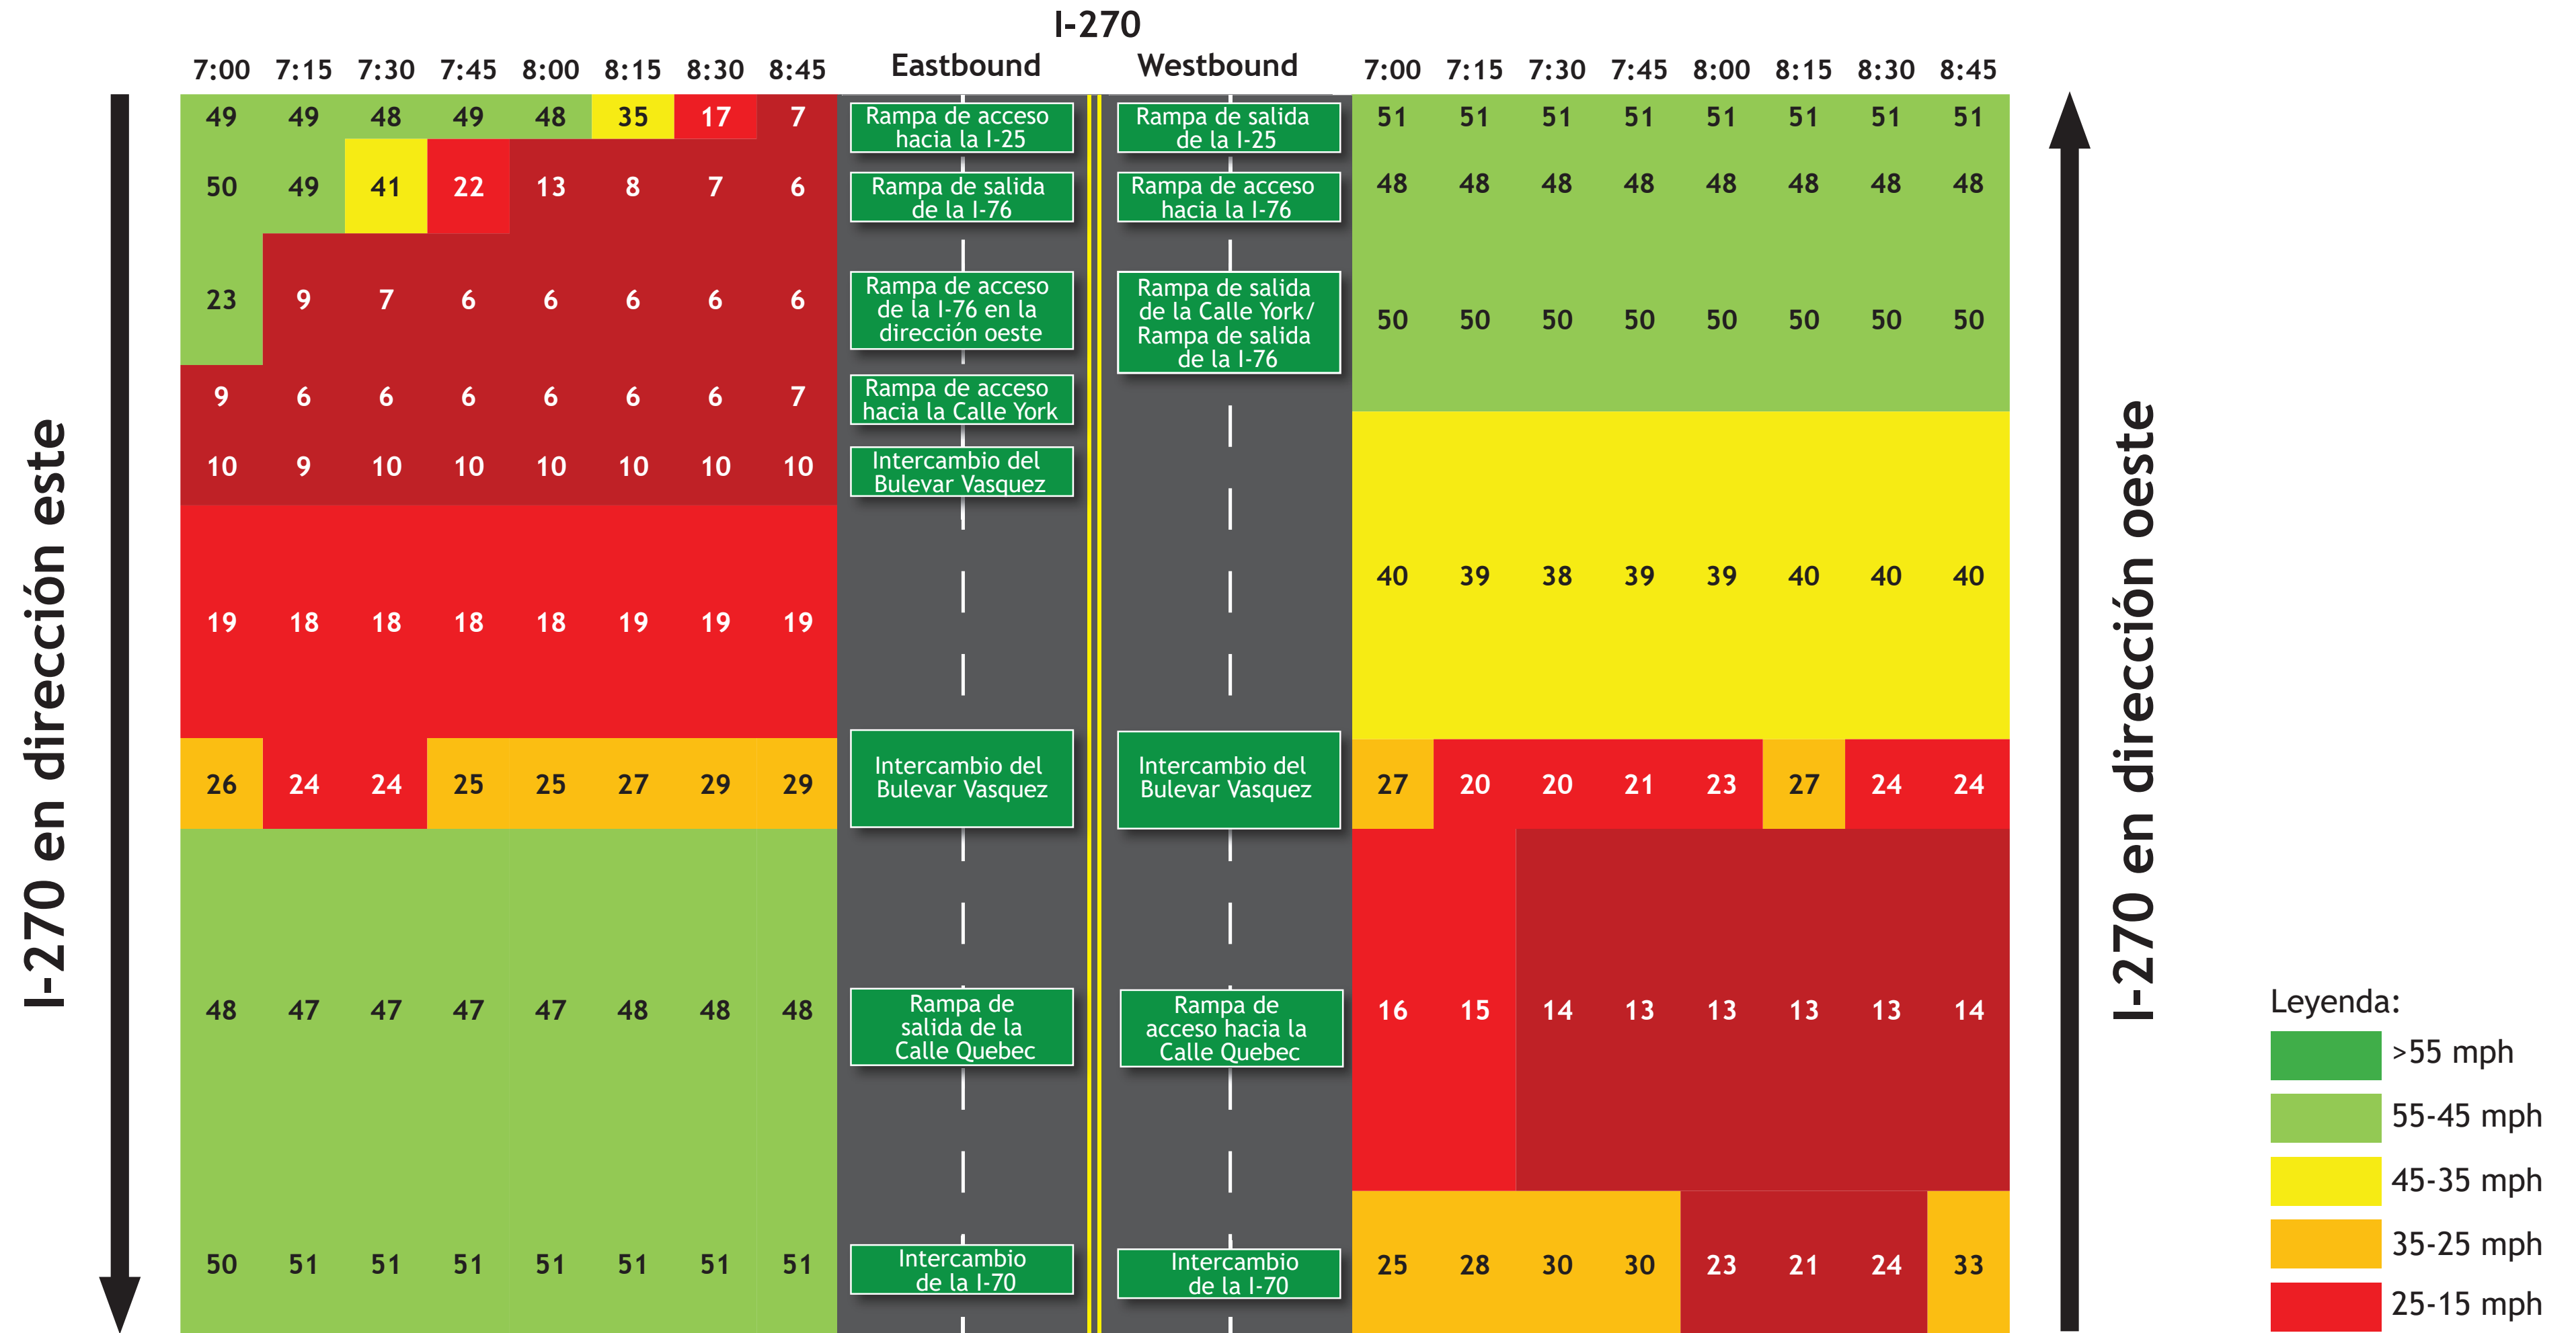 I-270
Eastbound Westbound
7:00 7:15 7:30 7:45 8:00 8:15 8:30 8:45
7:00 7:15 7:30 7:45 8:00 8:15 8:30 8:45
I-270 en dirección este
49 49 48 49 48 35 17 7
50 49 41 22 13 8 7 6
23 9 7 6 6 6 6 6
9 6 6 6 6 6 6 7
10 9 10 10 10 10 10 10
19 18 18 18 18 19 19 19
26 24 24 25 25 27 29 29
48 47 47 47 47 48 48 48
50 51 51 51 51 51 51 51
Rampa de acceso
hacia la I-25
Rampa de salida
de la I-76
Rampa de acceso
de la I-76 en la
dirección oeste
Rampa de acceso
hacia la Calle York
Intercambio del
Bulevar Vasquez
Intercambio del
Bulevar Vasquez
Rampa de
salida de la
Calle Quebec
Intercambio
de la I-70
Rampa de salida
de la I-25
Rampa de acceso
hacia la I-76
Rampa de salida
de la Calle York/
Rampa de salida
de la I-76
Intercambio del
Bulevar Vasquez
Rampa de
acceso hacia la
Calle Quebec
Intercambio
de la I-70
51 51 51 51 51 51 51 51
48 48 48 48 48 48 48 48
50 50 50 50 50 50 50 50
40 39 38 39 39 40 40 40
27 20 20 21 23 27 24 24
16 15 14 13 13 13 13 14
25 28 30 30 23 21 24 33
I-270 en dirección oeste
Leyenda:
>55 mph
55-45 mph
45-35 mph
35-25 mph
25-15 mph